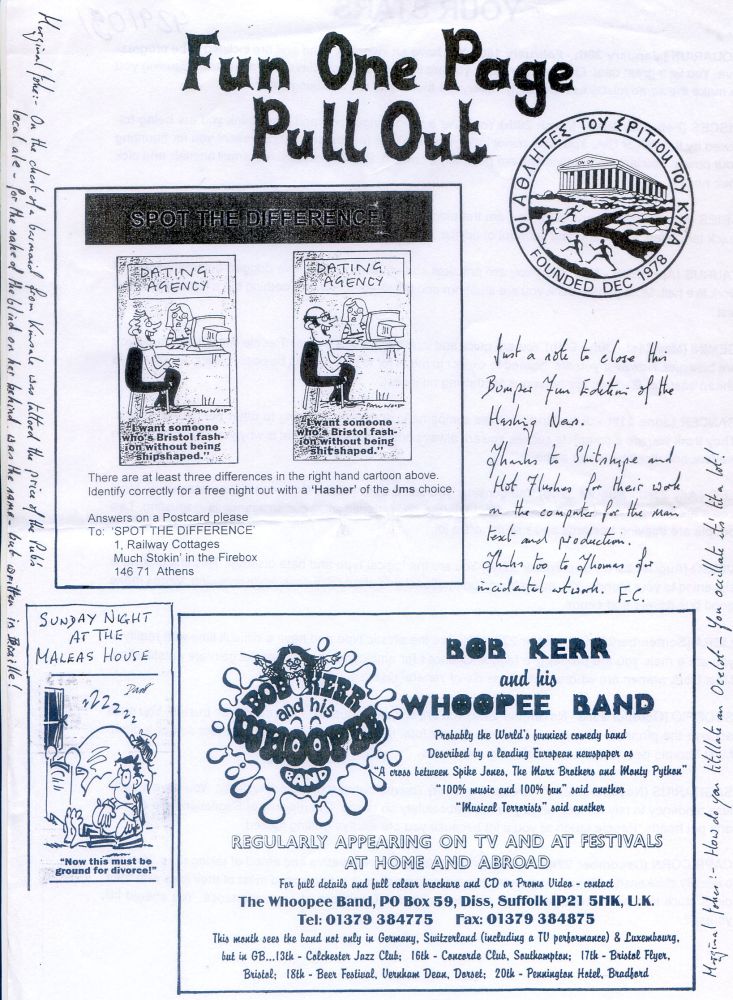 Fun One Page
Pull Out
SPOT THE DIFFERENCE!
DATING
AGENCY
"I want someone
who's Bristol fash-
ion without being
shipshaped."
DATING
AGENCY
"I want someone
who's Bristol fash-
ion without being
shitshaped."
There are at least three differences in the right hand cartoon above.
Identify correctly for a free night out with a 'Hasher' of the Jms choice.
Answers on a Postcard please
To: 'SPOT THE DIFFERENCE'
1, Railway Cottages
Much Stokin' in the Firebox
146 71 Athens
ΟΙ ΑΘΛΗΤΕΣ ΤΟΥ ΣΡΙΤΙΟΥ ΤΟΥ ΚΥΜΑ
FOUNDED DEC 1978
Just a note to close this
Bumper Fun Edition of the
Hashing News.
Thanks to Shitshype and
Hot Flushes for their work
on the computer for the main
text and production.
Thanks too to Thomas for
incidental artwork. F.C.
Marginal Joke:- On the chest of a barmaid from Kinsale was tattooed the price of the Pubs
local ale - for the sake of the blind on her behind, was the same - but written in Braille!
SUNDAY NIGHT
AT THE
MALEAS HOUSE
ZZZZZ
"Now this must be
ground for divorce!"
BOB KERR
and his
WHOOPEE
BAND
BOB KERR
and his
WHOOPEE BAND
Probably the World's funniest comedy band
Described by a leading European newspaper as
"A cross between Spike Jones, The Marx Brothers and Monty Python"
"100% music and 100% fun" said another
"Musical Terrorists" said another
REGULARLY APPEARING ON TV AND AT FESTIVALS
AT HOME AND ABROAD
For full details and full colour brochure and CD or Promo Video - contact
The Whoopee Band, PO Box 59, Diss, Suffolk IP21 5HK, U.K.
Tel: 01379 384775 Fax: 01379 384875
This month sees the band not only in Germany, Switzerland (including a TV performance) & Luxembourg,
but in GB...13th - Colchester Jazz Club; 16th - Concorde Club, Southampton; 17th - Bristol Flyer,
Bristol; 18th - Beer Festival, Vernham Dean, Dorset; 20th - Pennington Hotel, Bradford
Marginal Joker:- How do you titillate an Ocelot - You oscillate it's tit a lot!